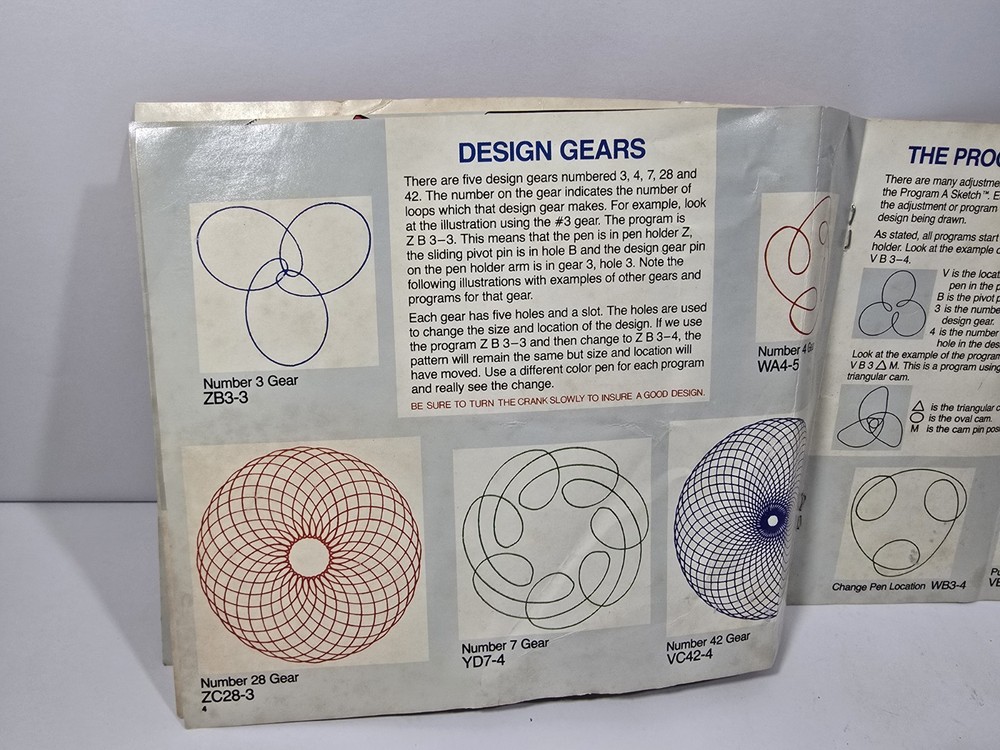 DESIGN GEARS
There are five design gears numbered 3, 4, 7, 28 and
42. The number on the gear indicates the number of
loops which that design gear makes. For example, look
at the illustration using the #3 gear. The program is
Z B 3–3. This means that the pen is in pen holder Z,
the sliding pivot pin is in hole B and the design gear pin
on the pen holder arm is in gear 3, hole 3. Note the
following illustrations with examples of other gears and
programs for that gear.
Each gear has five holes and a slot. The holes are used
to change the size and location of the design. If we use
the program Z B 3–3 and then change to Z B 3–4, the
pattern will remain the same but size and location will
have moved. Use a different color pen for each program
and really see the change.
BE SURE TO TURN THE CRANK SLOWLY TO INSURE A GOOD DESIGN.
Number 3 Gear
ZB3-3
Number 4
WA4-5
Number 28 Gear
ZC28-3
Number 7 Gear
YD7-4
Number 42 Gear
VC42-4
4
THE
There are many
the Program A Sketch™.
the adjustment or program
design being drawn.
As stated, all programs start
holder. Look at the example
V B 3–4.
V is the
pen in the
B is the pivot
3 is the
design gear.
4 is the number
hole in the
Look at the example of the program
V B 3 △ M. This is a program using
triangular cam.
△ is the triangular
◯ is the oval cam.
M is the cam pin
Change Pen Location WB3-4